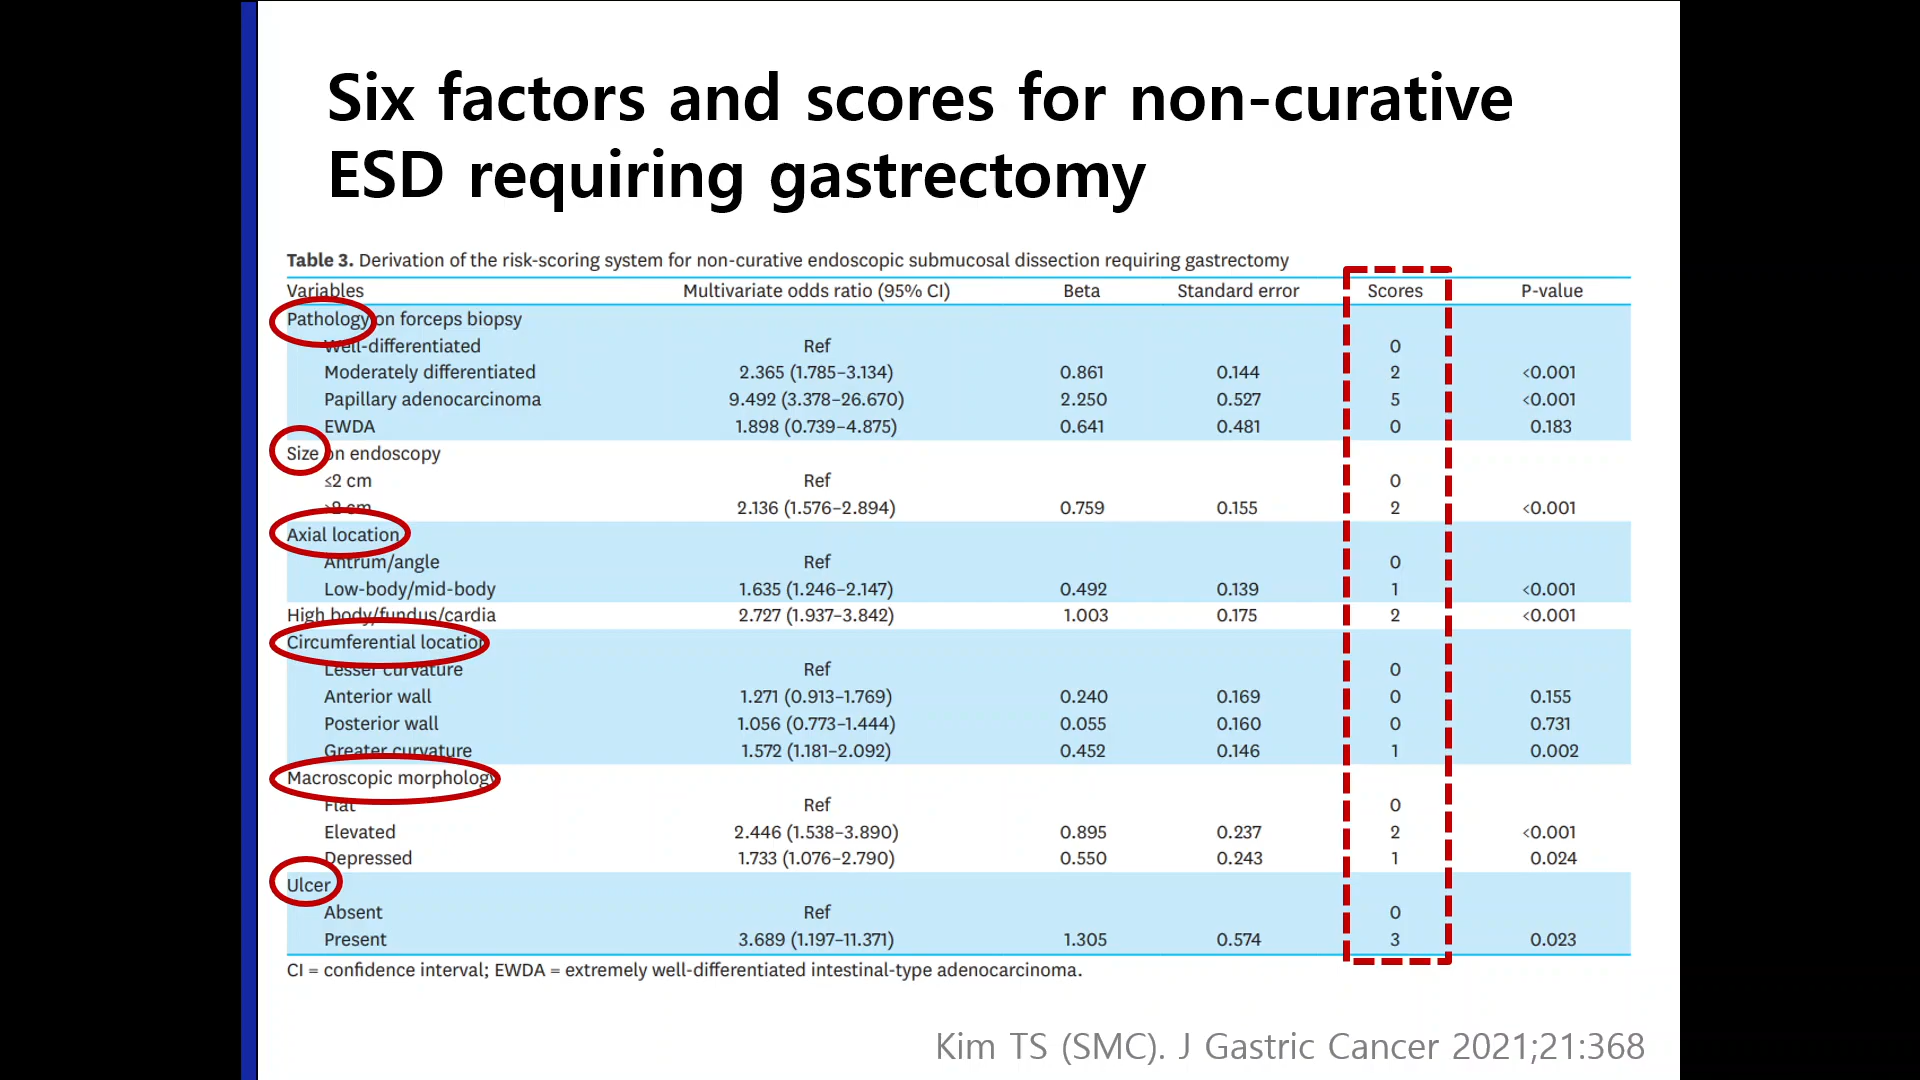 Six factors and scores for non-curative
ESD requiring gastrectomy
Table 3. Derivation of the risk-scoring system for non-curative endoscopic submucosal dissection requiring gastrectomy
Variables Multivariate odds ratio (95% CI) Beta Standard error Scores P-value
Pathology on forceps biopsy
Well-differentiated Ref 0
Moderately differentiated 2.365 (1.785–3.134) 0.861 0.144 2 <0.001
Papillary adenocarcinoma 9.492 (3.378–26.670) 2.250 0.527 5 <0.001
EWDA 1.898 (0.739–4.875) 0.641 0.481 0 0.183
Size on endoscopy
≤2 cm Ref 0
>2 cm 2.136 (1.576–2.894) 0.759 0.155 2 <0.001
Axial location
Antrum/angle Ref 0
Low-body/mid-body 1.635 (1.246–2.147) 0.492 0.139 1 <0.001
High body/fundus/cardia 2.727 (1.937–3.842) 1.003 0.175 2 <0.001
Circumferential location
Lesser curvature Ref 0
Anterior wall 1.271 (0.913–1.769) 0.240 0.169 0 0.155
Posterior wall 1.056 (0.773–1.444) 0.055 0.160 0 0.731
Greater curvature 1.572 (1.181–2.092) 0.452 0.146 1 0.002
Macroscopic morphology
Flat Ref 0
Elevated 2.446 (1.538–3.890) 0.895 0.237 2 <0.001
Depressed 1.733 (1.076–2.790) 0.550 0.243 1 0.024
Ulcer
Absent Ref 0
Present 3.689 (1.197–11.371) 1.305 0.574 3 0.023
CI = confidence interval; EWDA = extremely well-differentiated intestinal-type adenocarcinoma.
Kim TS (SMC). J Gastric Cancer 2021;21:368